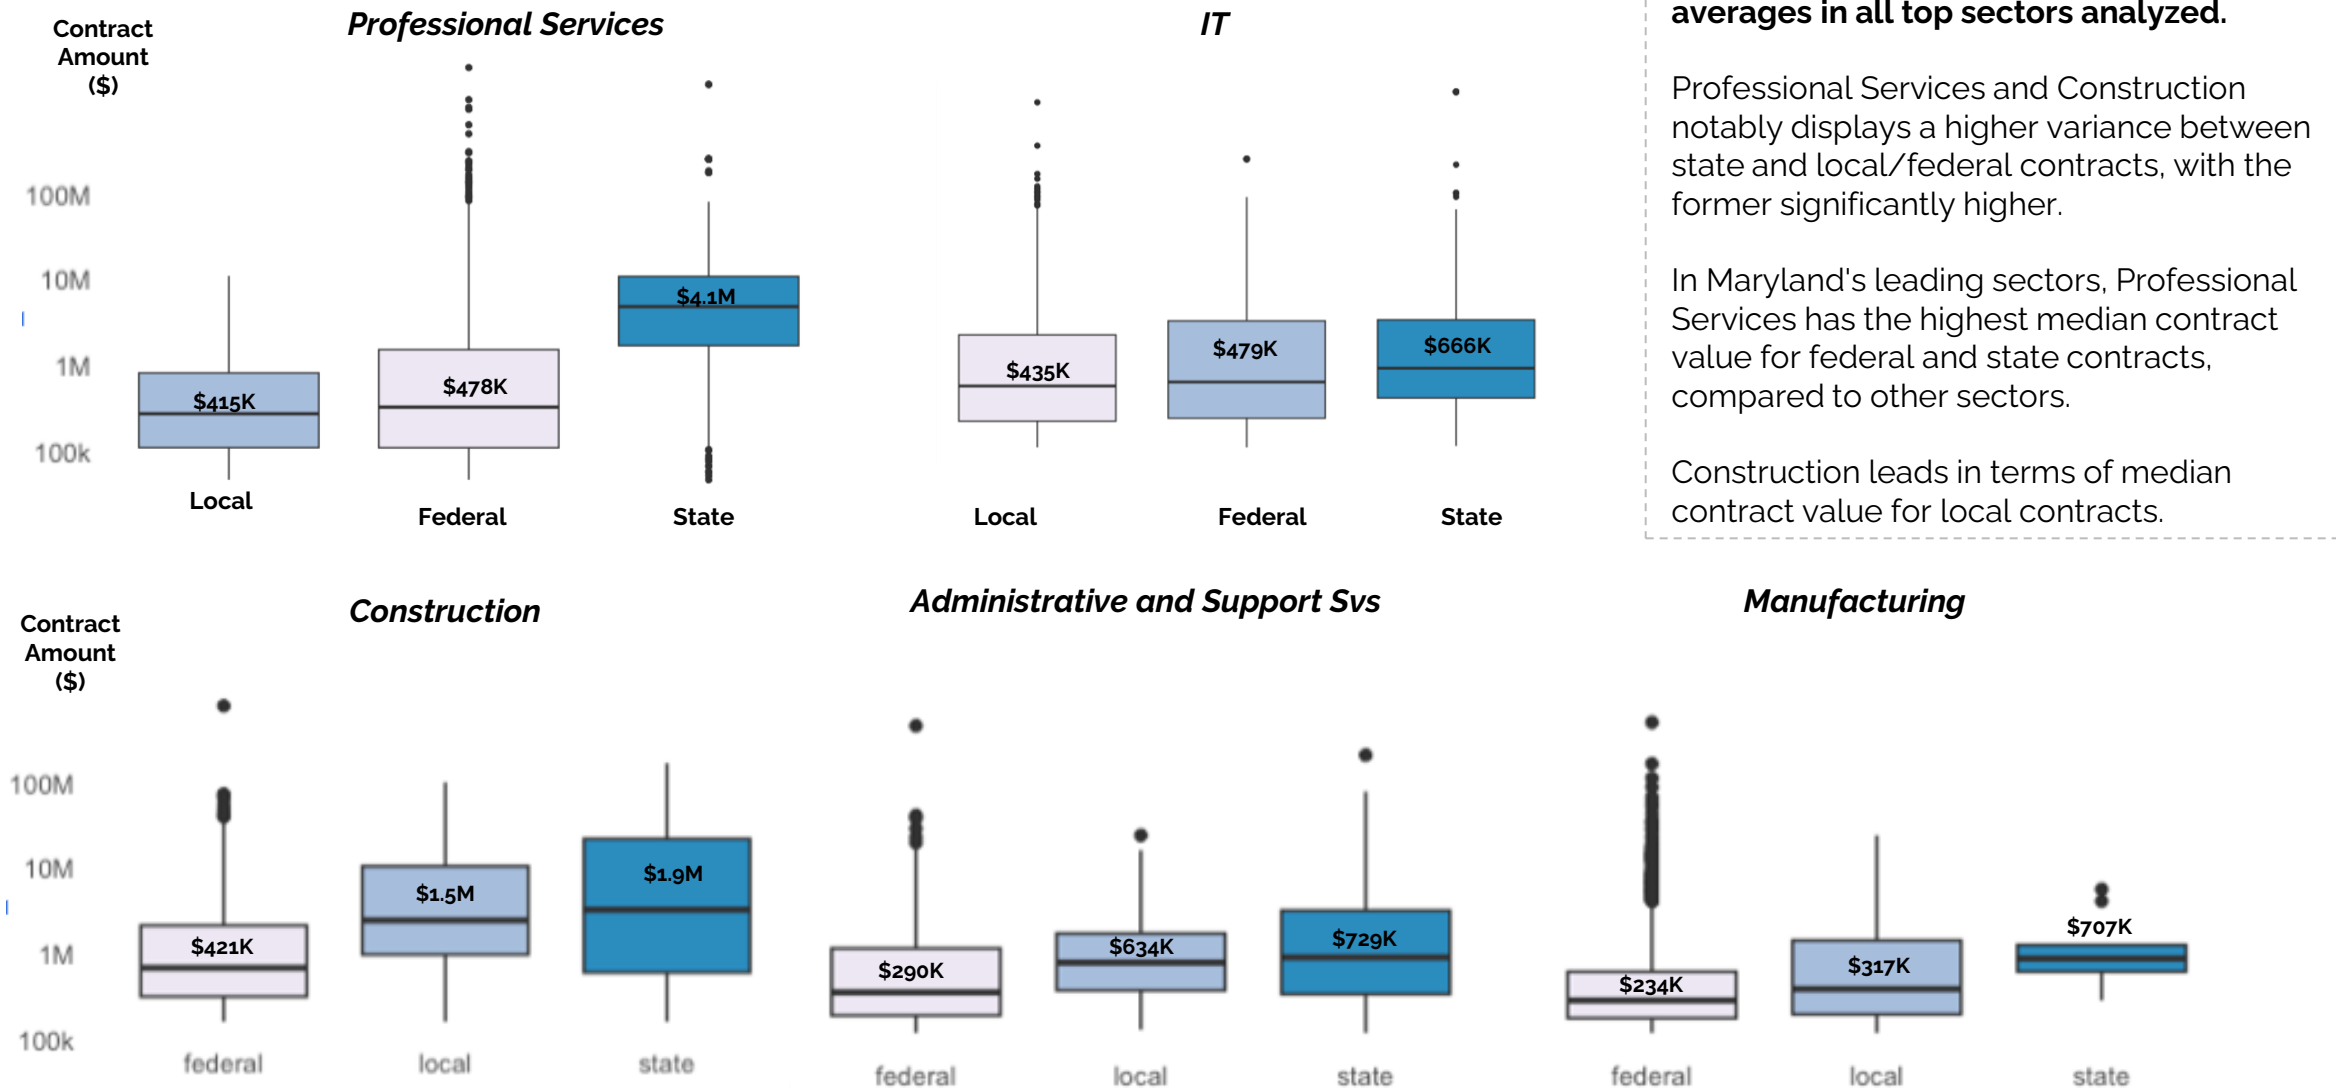 averages in all top sectors analyzed.
Professional Services and Construction
notably displays a higher variance between
state and local/federal contracts, with the
former significantly higher.
In Maryland's leading sectors, Professional
Services has the highest median contract
value for federal and state contracts,
compared to other sectors.
Construction leads in terms of median
contract value for local contracts.
Contract
Amount
($)
Professional Services
100M
10M
1M
100k
$415K
$478K
$4.1M
Local
Federal
State
IT
$435K
$479K
$666K
Local
Federal
State
Contract
Amount
($)
Construction
100M
10M
1M
100k
$421K
$1.5M
$1.9M
federal
local
state
Administrative and Support Svs
$290K
$634K
$729K
federal
local
state
Manufacturing
$234K
$317K
$707K
federal
local
state